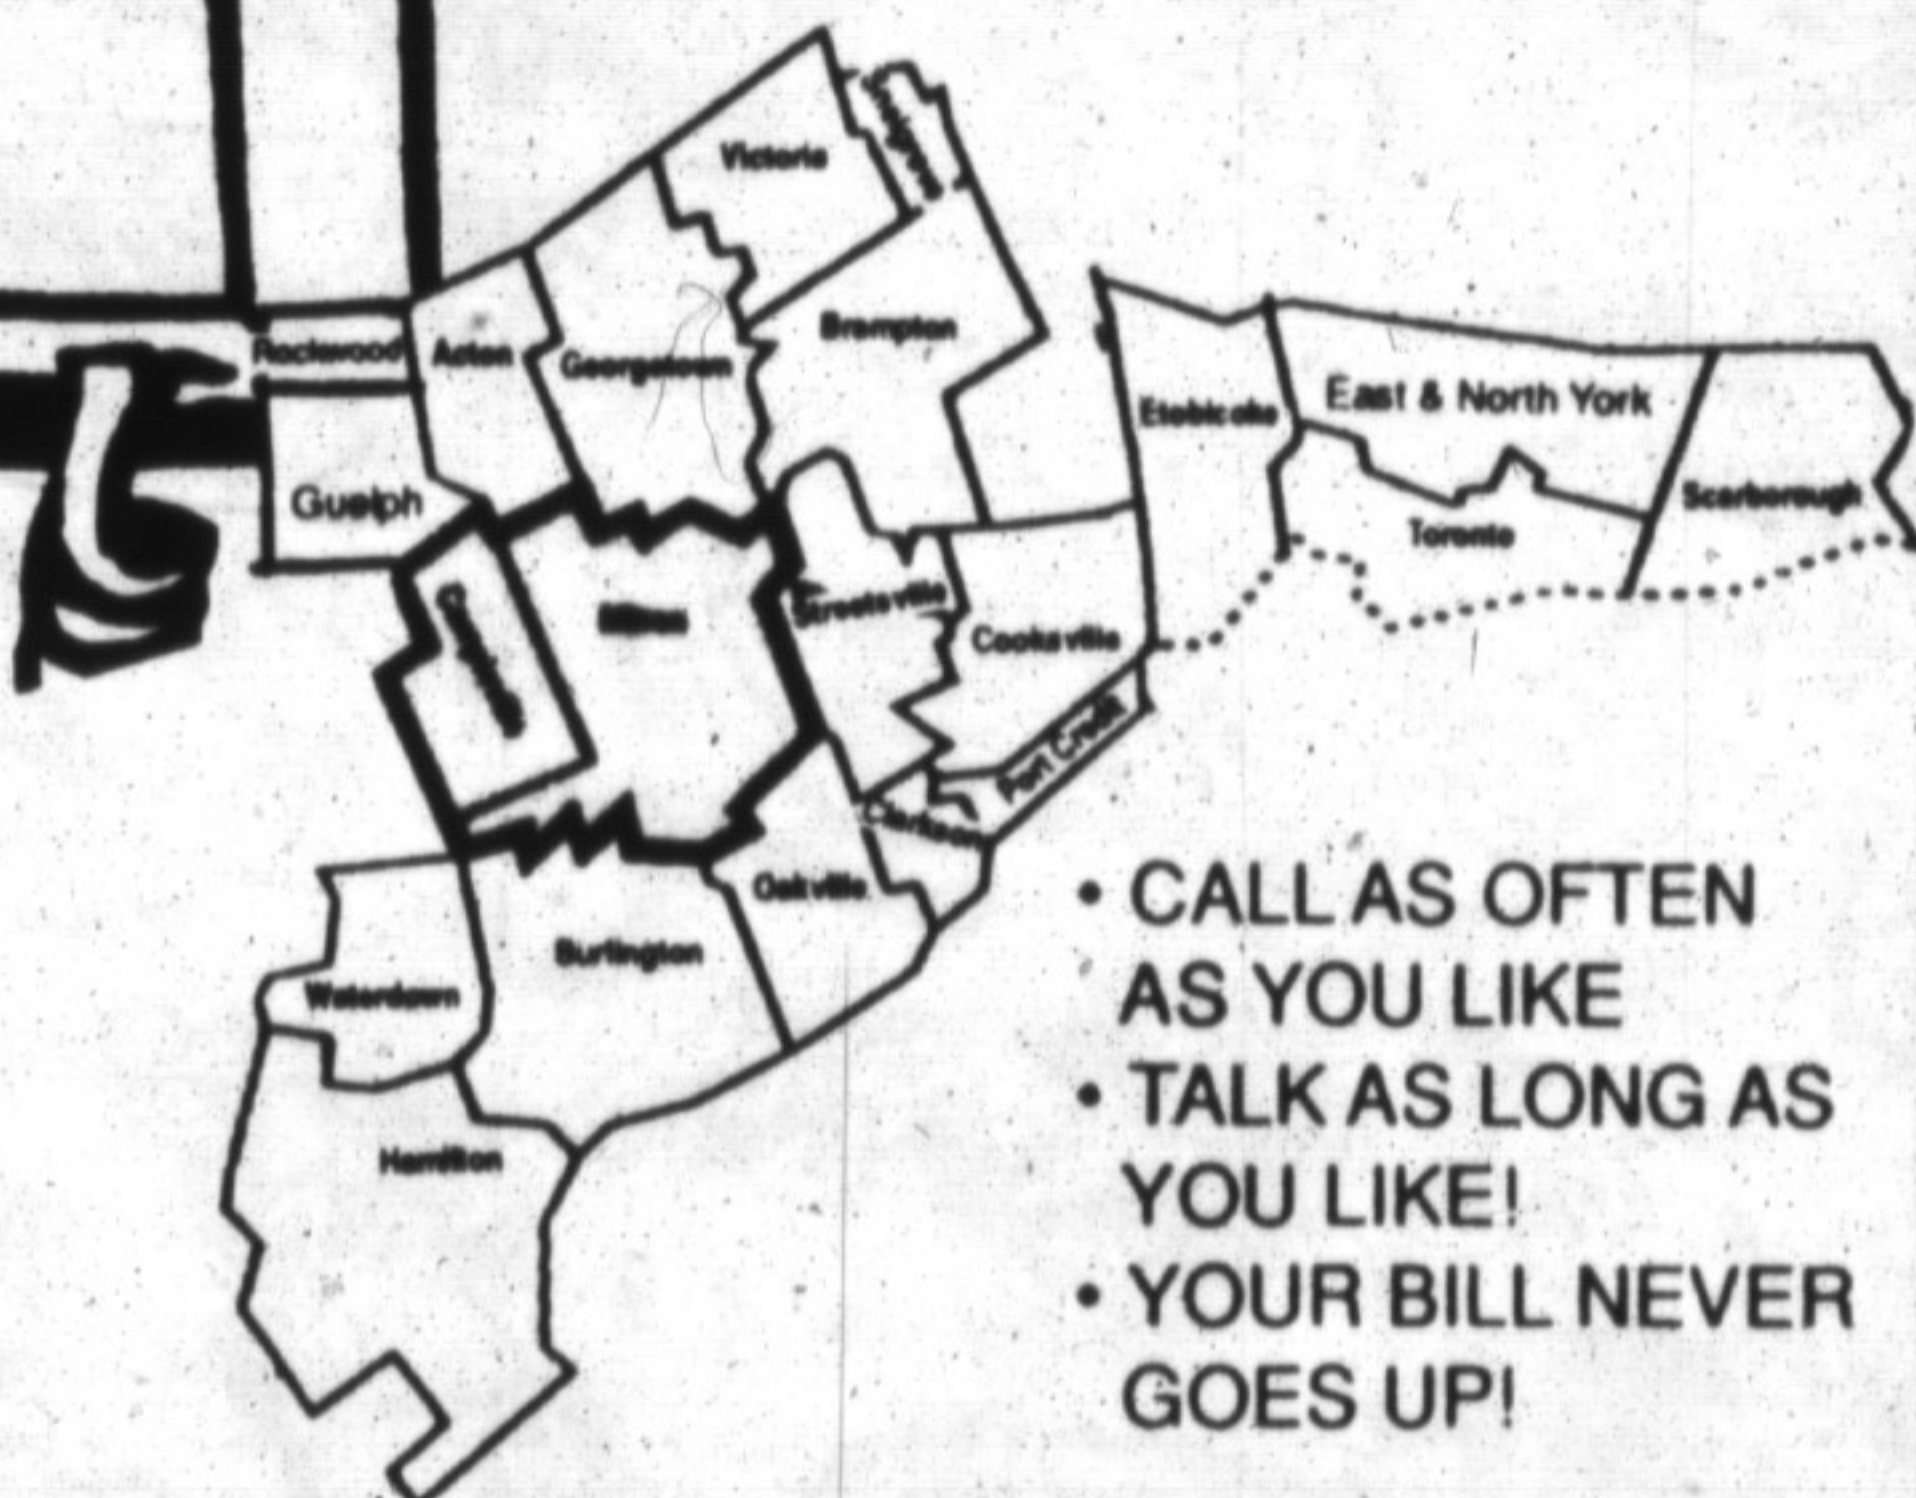 Victoria
Brampton
Rockwood
Acton
Georgetown
Etobicoke
East & North York
Guelph
Scarborough
Toronto
Streetsville
Milton
Cooksville
Port Credit
Clarkson
Oakville
Burlington
Waterdown
Hamilton
• CALL AS OFTEN
AS YOU LIKE
• TALK AS LONG AS
YOU LIKE!
• YOUR BILL NEVER
GOES UP!